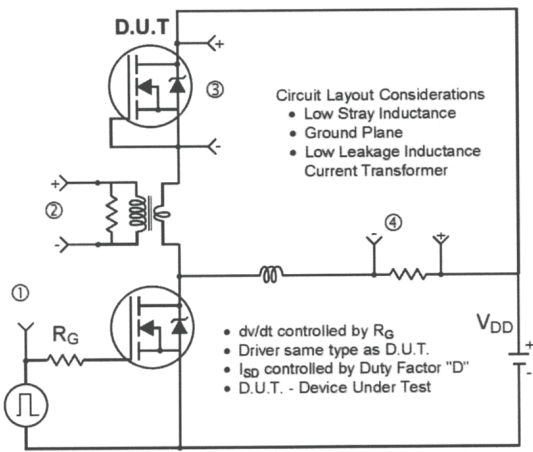 D.U.T
+
③
-
Circuit Layout Considerations
• Low Stray Inductance
• Ground Plane
• Low Leakage Inductance
Current Transformer
+
②
-
④
- +
①
RG
VDD
+
-
• dv/dt controlled by RG
• Driver same type as D.U.T.
• ISD controlled by Duty Factor "D"
• D.U.T. - Device Under Test